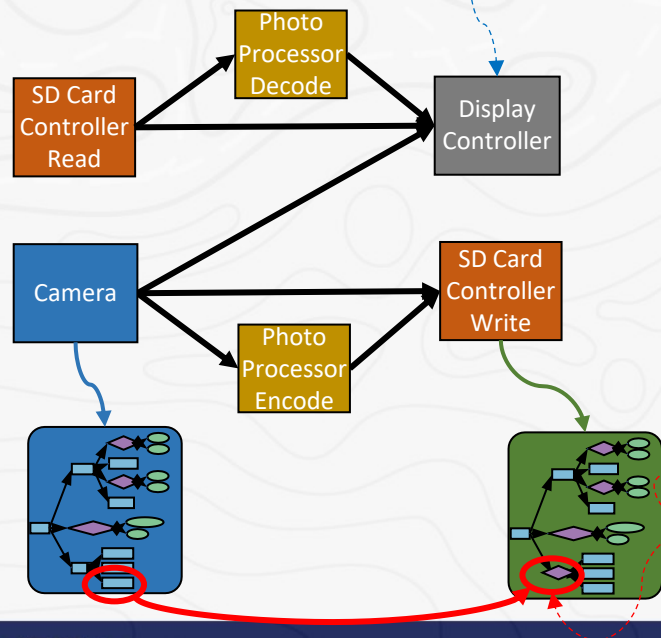 Photo
Processor
Decode
SD Card
Controller
Read
Display
Controller
Camera
SD Card
Controller
Write
Photo
Processor
Encode